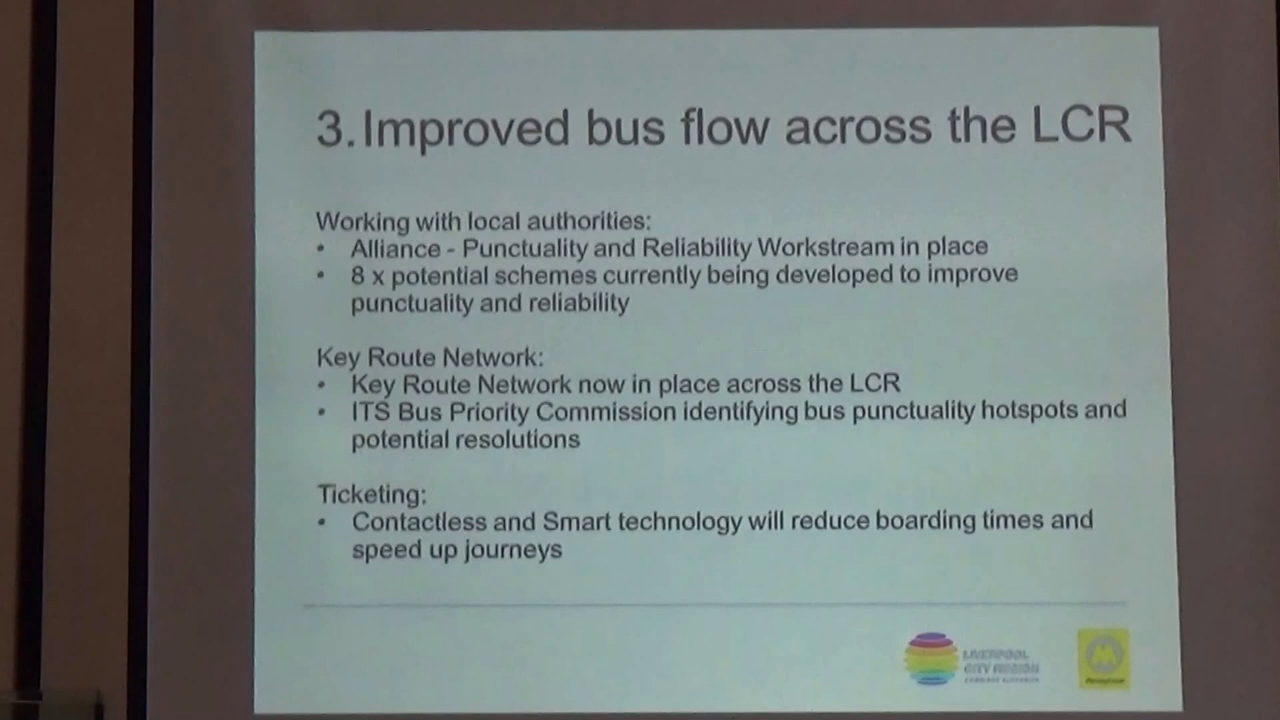 3. Improved bus flow across the LCR
Working with local authorities:
• Alliance - Punctuality and Reliability Workstream in place
• 8 x potential schemes currently being developed to improve
punctuality and reliability
Key Route Network:
• Key Route Network now in place across the LCR
• ITS Bus Priority Commission identifying bus punctuality hotspots and
potential resolutions
Ticketing:
• Contactless and Smart technology will reduce boarding times and
speed up journeys
LIVERPOOL
CITY REGION